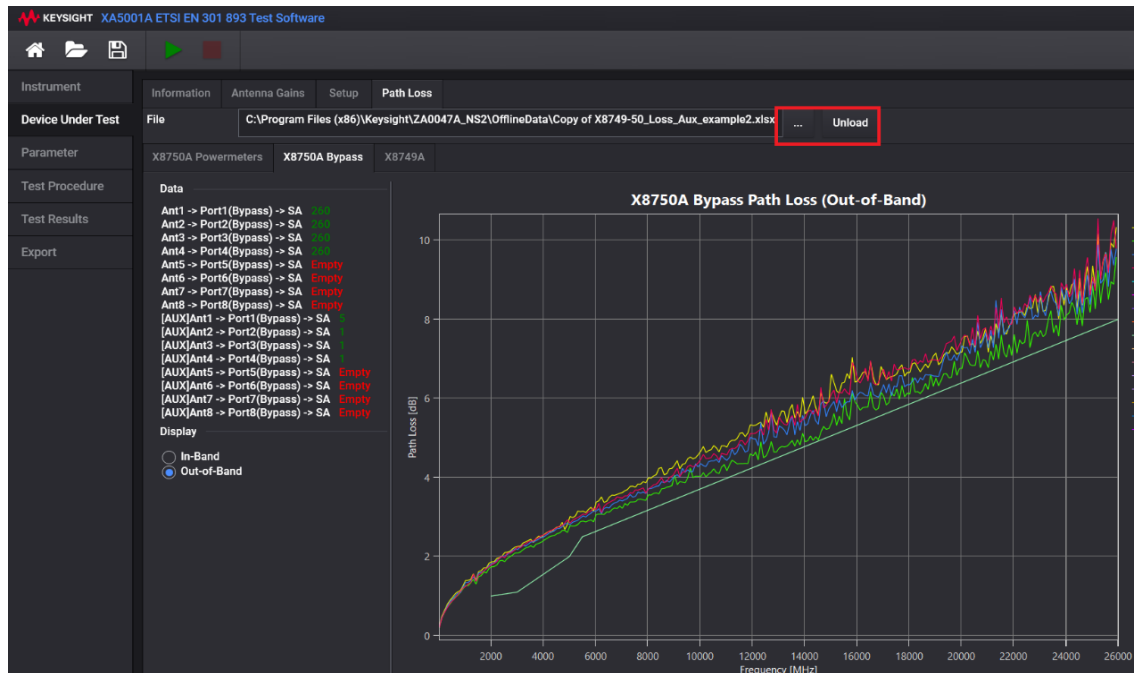 KEYSIGHT XA5001A ETSI EN 301 893 Test Software
Instrument
Device Under Test
Parameter
Test Procedure
Test Results
Export
Information Antenna Gains Setup Path Loss
File C:\Program Files (x86)\Keysight\ZA0047A_NS2\OfflineData\Copy of X8749-50_Loss_Aux_example2.xlsx ... Unload
X8750A Powermeters X8750A Bypass X8749A
Data
Ant1 -> Port1(Bypass) -> SA 260
Ant2 -> Port2(Bypass) -> SA 260
Ant3 -> Port3(Bypass) -> SA 260
Ant4 -> Port4(Bypass) -> SA 260
Ant5 -> Port5(Bypass) -> SA Empty
Ant6 -> Port6(Bypass) -> SA Empty
Ant7 -> Port7(Bypass) -> SA Empty
Ant8 -> Port8(Bypass) -> SA Empty
[AUX]Ant1 -> Port1(Bypass) -> SA 5
[AUX]Ant2 -> Port2(Bypass) -> SA 1
[AUX]Ant3 -> Port3(Bypass) -> SA 1
[AUX]Ant4 -> Port4(Bypass) -> SA 1
[AUX]Ant5 -> Port5(Bypass) -> SA Empty
[AUX]Ant6 -> Port6(Bypass) -> SA Empty
[AUX]Ant7 -> Port7(Bypass) -> SA Empty
[AUX]Ant8 -> Port8(Bypass) -> SA Empty
Display
In-Band
Out-of-Band
X8750A Bypass Path Loss (Out-of-Band)
Path Loss [dB]
10
8
6
4
2
0
2000 4000 6000 8000 10000 12000 14000 16000 18000 20000 22000 24000 26000
Frequency [MHz]